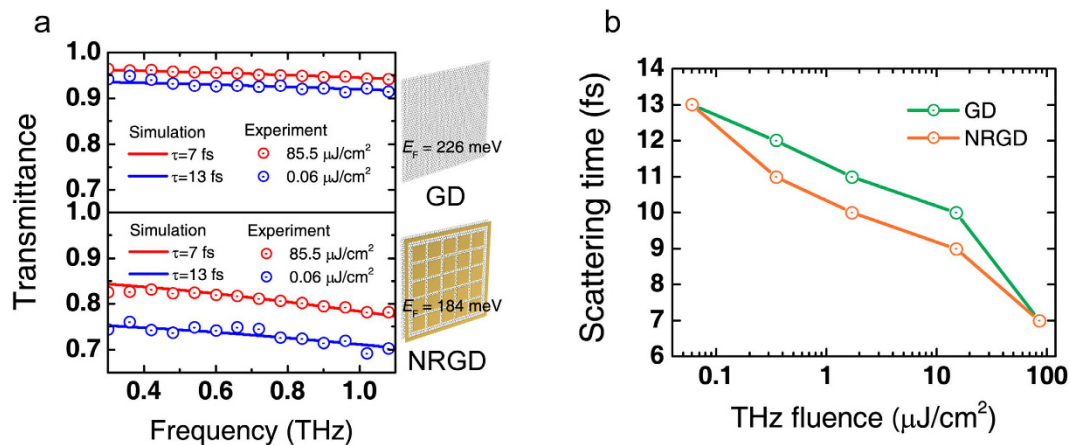 a
1.0
0.9
0.8
0.7
1.0
0.9
0.8
0.7
Transmittance
Simulation Experiment
τ=7 fs 85.5 μJ/cm²
τ=13 fs 0.06 μJ/cm²
Simulation Experiment
τ=7 fs 85.5 μJ/cm²
τ=13 fs 0.06 μJ/cm²
0.4 0.6 0.8 1.0
Frequency (THz)
E_F = 226 meV
GD
E_F = 184 meV
NRGD
b
14
13
12
11
10
9
8
7
6
Scattering time (fs)
GD
NRGD
0.1 1 10 100
THz fluence (μJ/cm²)